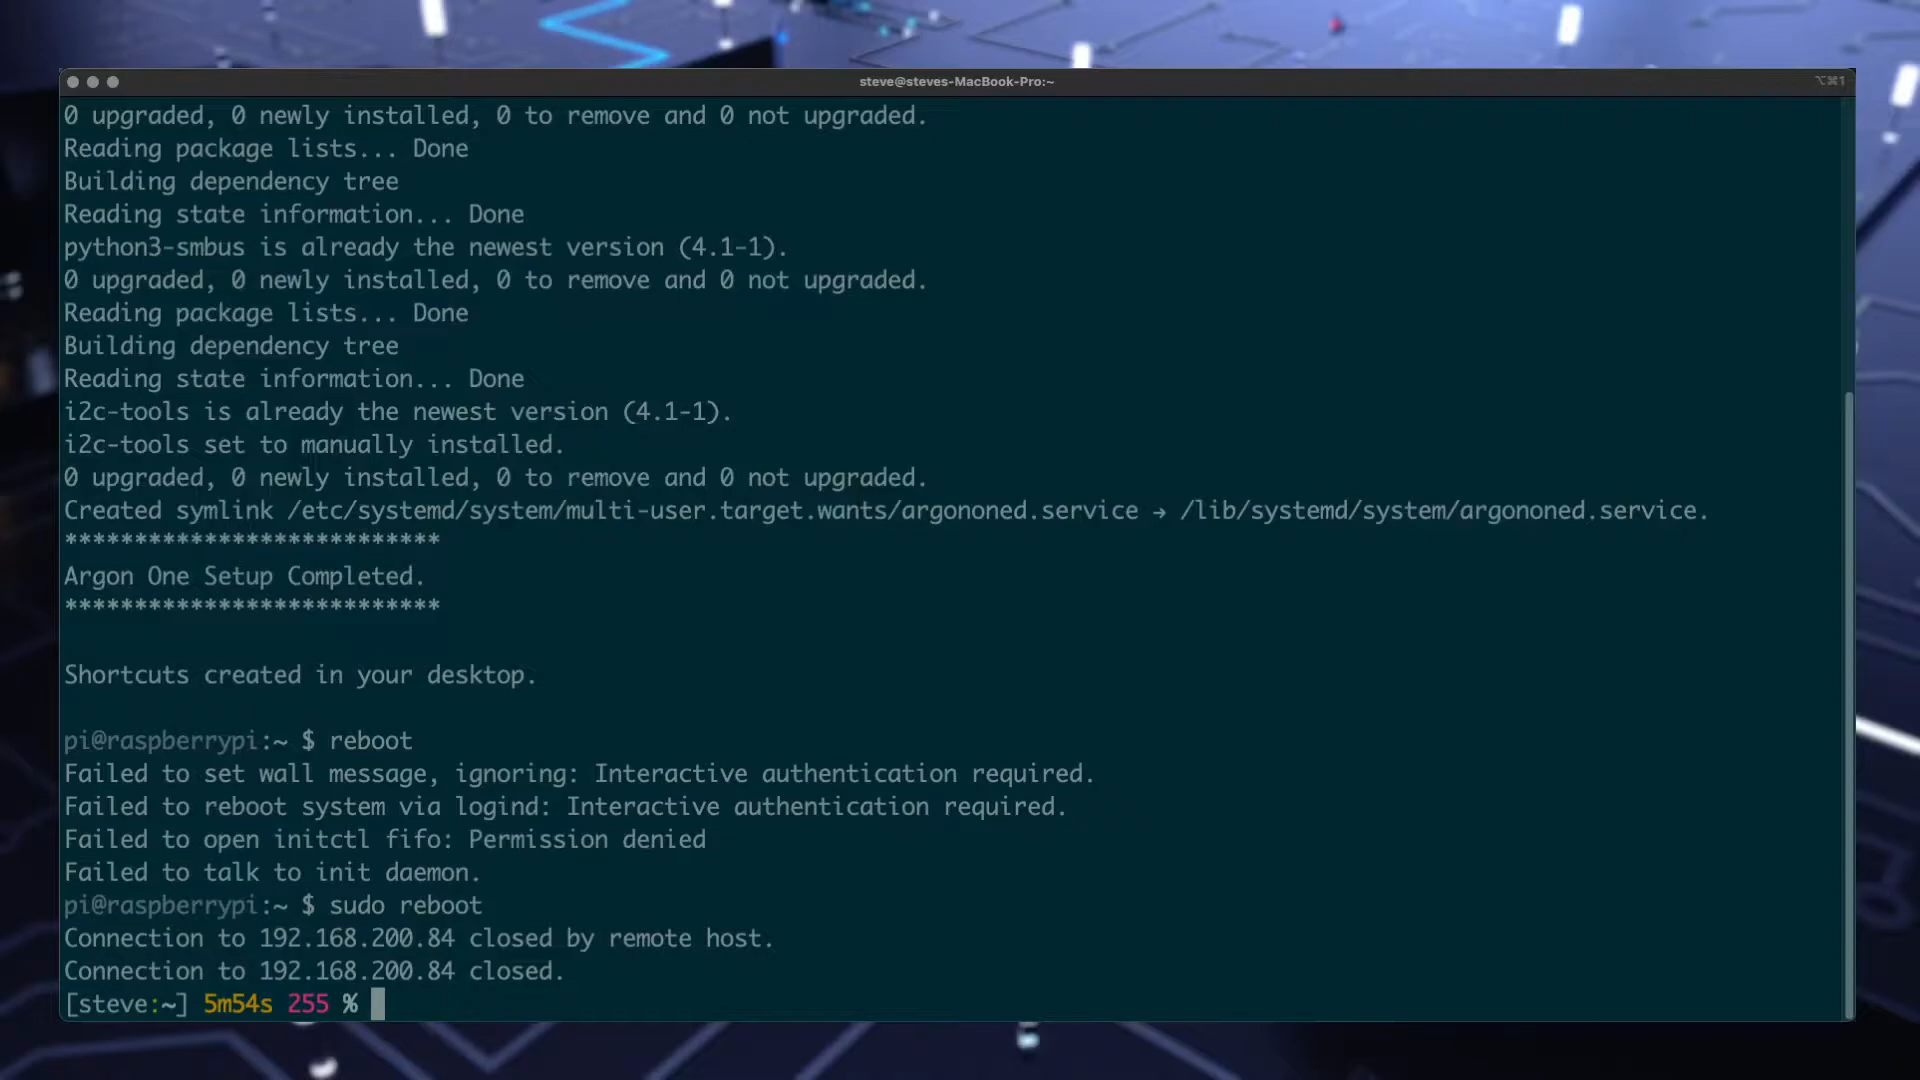 steve@steves-MacBook-Pro:~
⌥⌘1
0 upgraded, 0 newly installed, 0 to remove and 0 not upgraded.
Reading package lists... Done
Building dependency tree
Reading state information... Done
python3-smbus is already the newest version (4.1-1).
0 upgraded, 0 newly installed, 0 to remove and 0 not upgraded.
Reading package lists... Done
Building dependency tree
Reading state information... Done
i2c-tools is already the newest version (4.1-1).
i2c-tools set to manually installed.
0 upgraded, 0 newly installed, 0 to remove and 0 not upgraded.
Created symlink /etc/systemd/system/multi-user.target.wants/argononed.service → /lib/systemd/system/argononed.service.
***************************
Argon One Setup Completed.
***************************
Shortcuts created in your desktop.
pi@raspberrypi:~ $ reboot
Failed to set wall message, ignoring: Interactive authentication required.
Failed to reboot system via logind: Interactive authentication required.
Failed to open initctl fifo: Permission denied
Failed to talk to init daemon.
pi@raspberrypi:~ $ sudo reboot
Connection to 192.168.200.84 closed by remote host.
Connection to 192.168.200.84 closed.
[steve:~] 5m54s 255 %